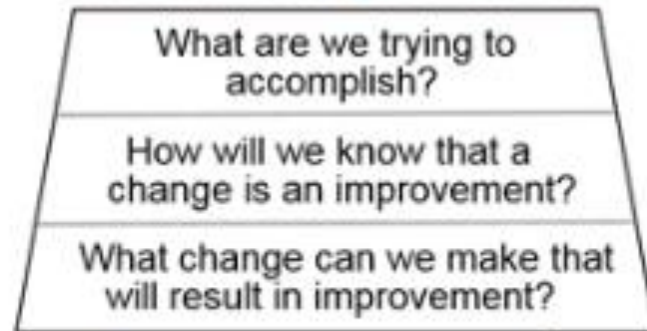 What are we trying to
accomplish?
How will we know that a
change is an improvement?
What change can we make that
will result in improvement?